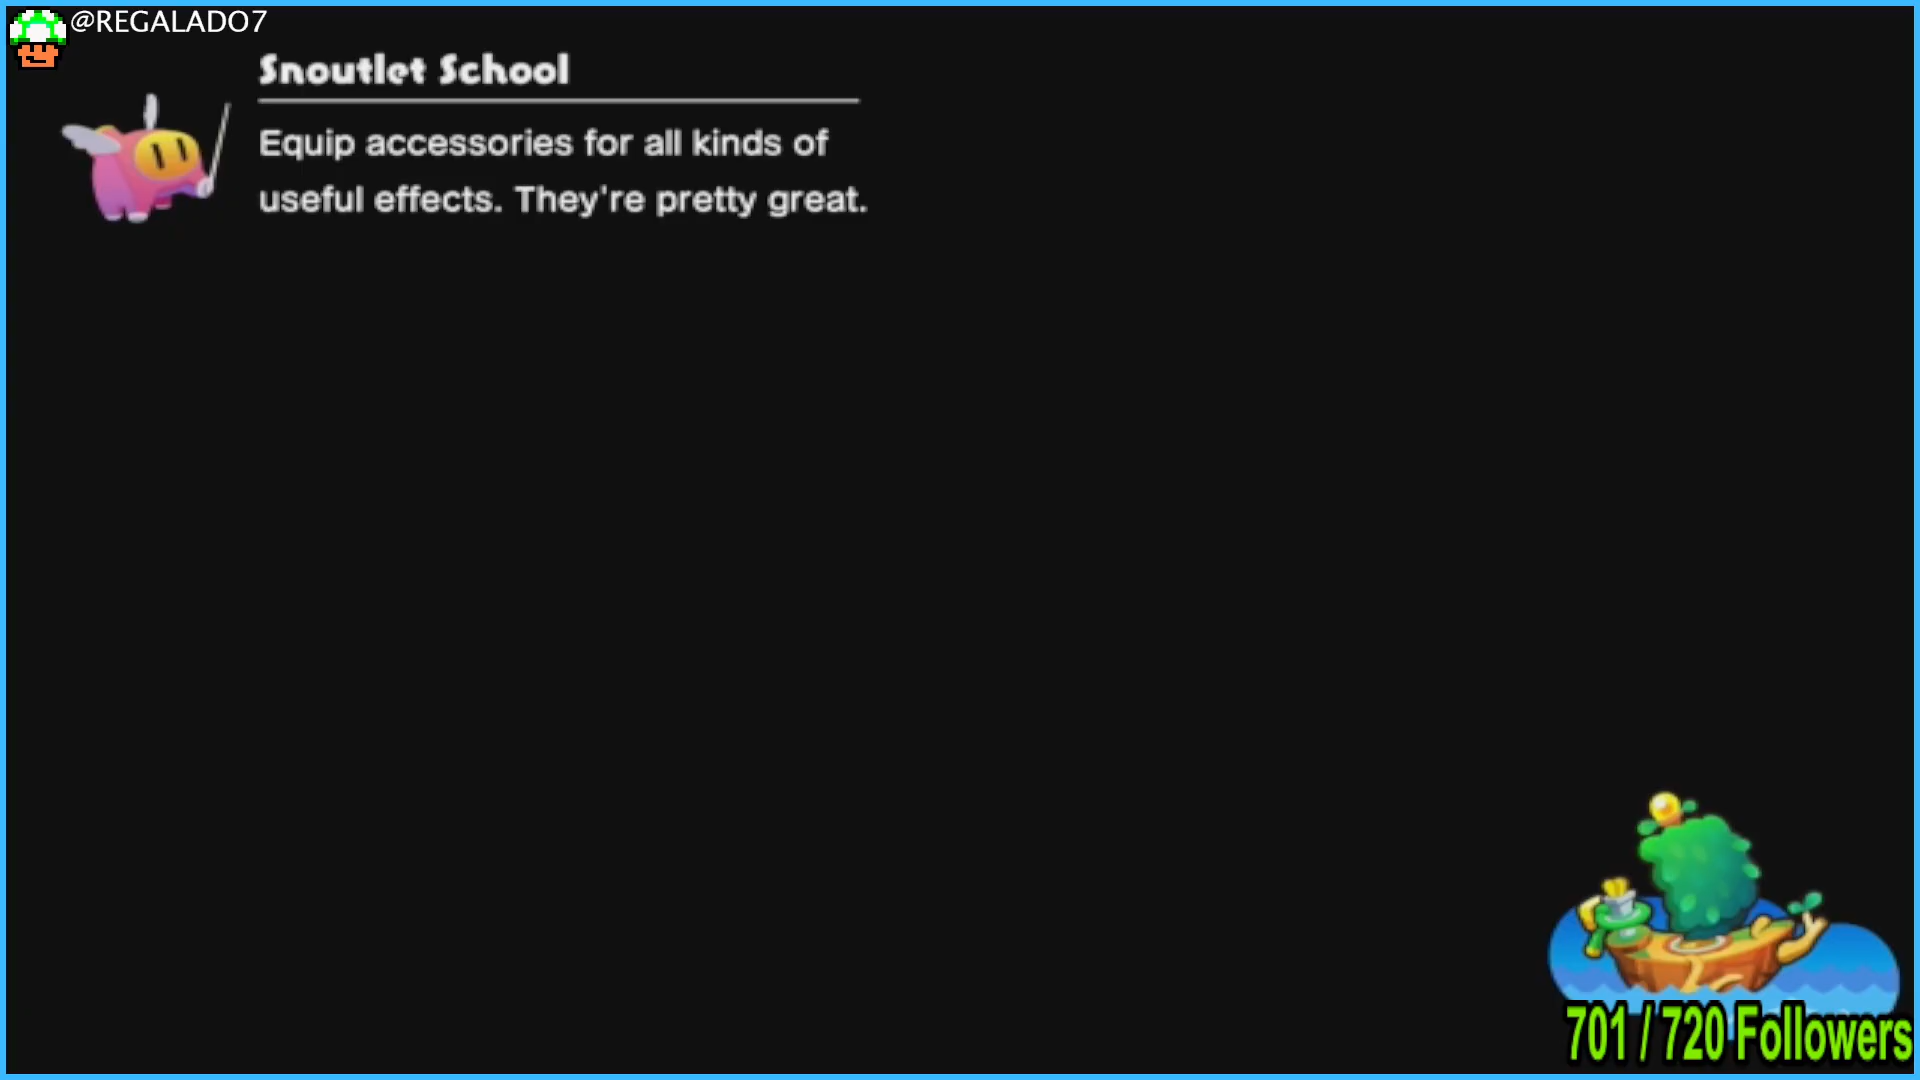 @REGALADO7
Snoutlet School
Equip accessories for all kinds of
useful effects. They're pretty great.
701 / 720 Followers